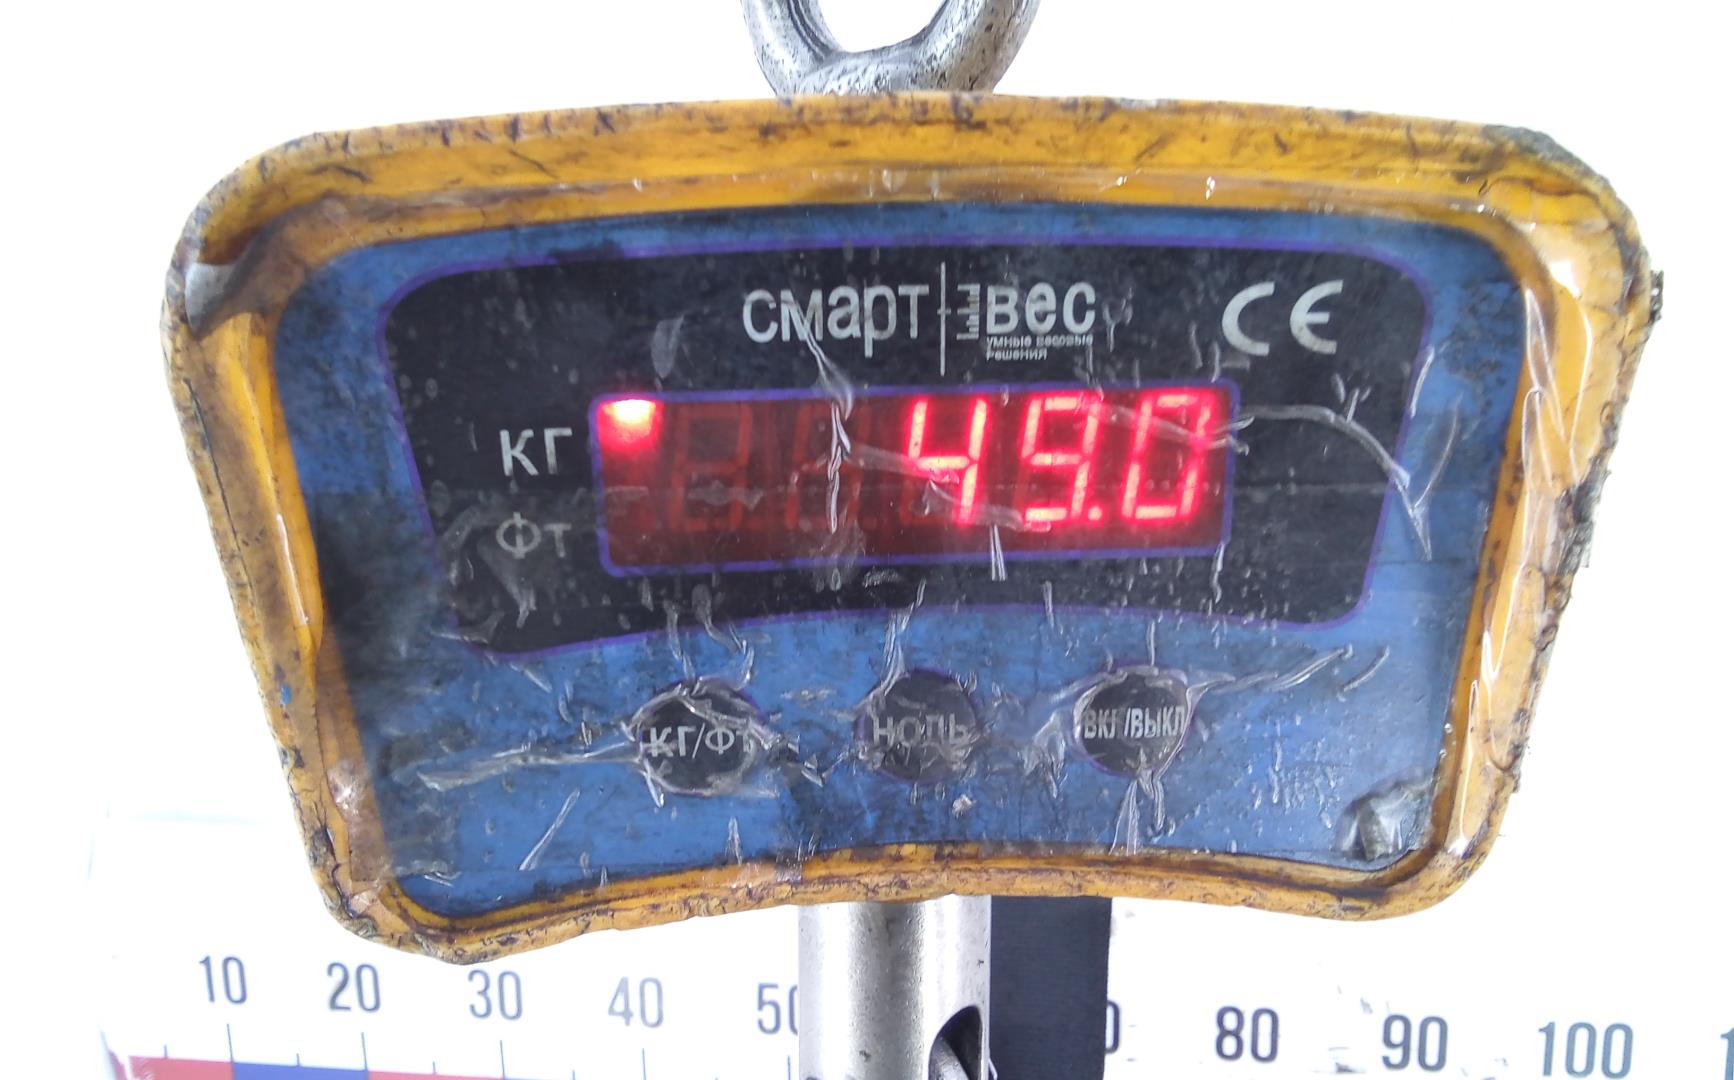 смарт вес
умные весовые
решения
CE
кг
Фт
49.0
КГ/ФТ
НОЛЬ
ВКЛ/ВЫКЛ
10 20 30 40 50 80 90 100